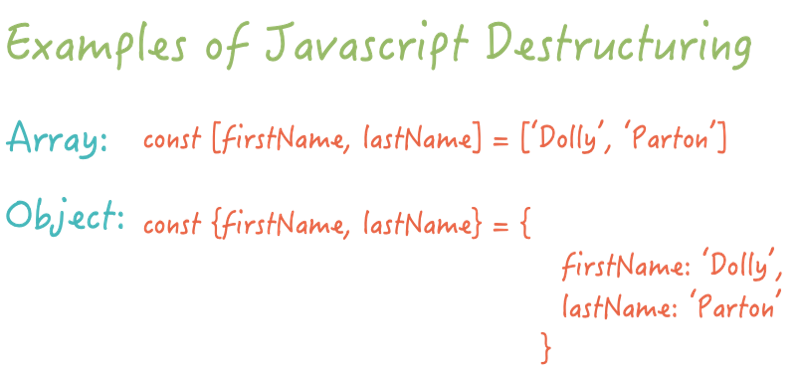 Examples of Javascript Destructuring
Array: const [firstName, lastName] = [‘Dolly’, ‘Parton’]
Object: const {firstName, lastName} = {
firstName: ‘Dolly’,
lastName: ‘Parton’
}